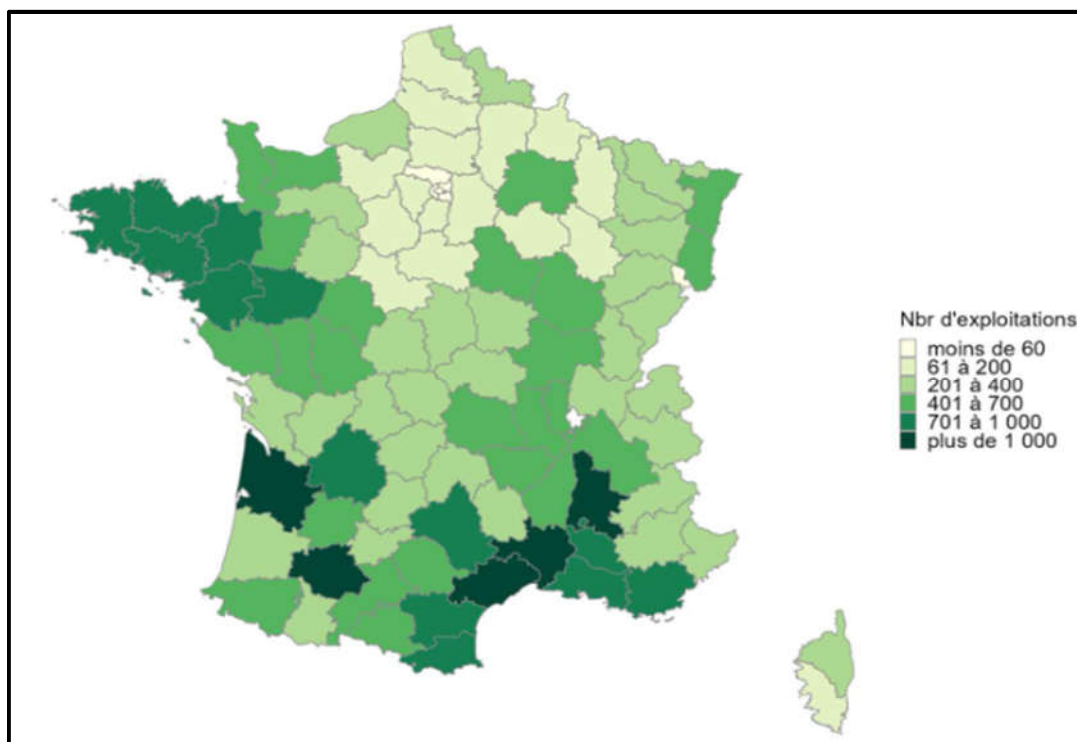 Nbr d'exploitations
moins de 60
61 à 200
201 à 400
401 à 700
701 à 1 000
plus de 1 000